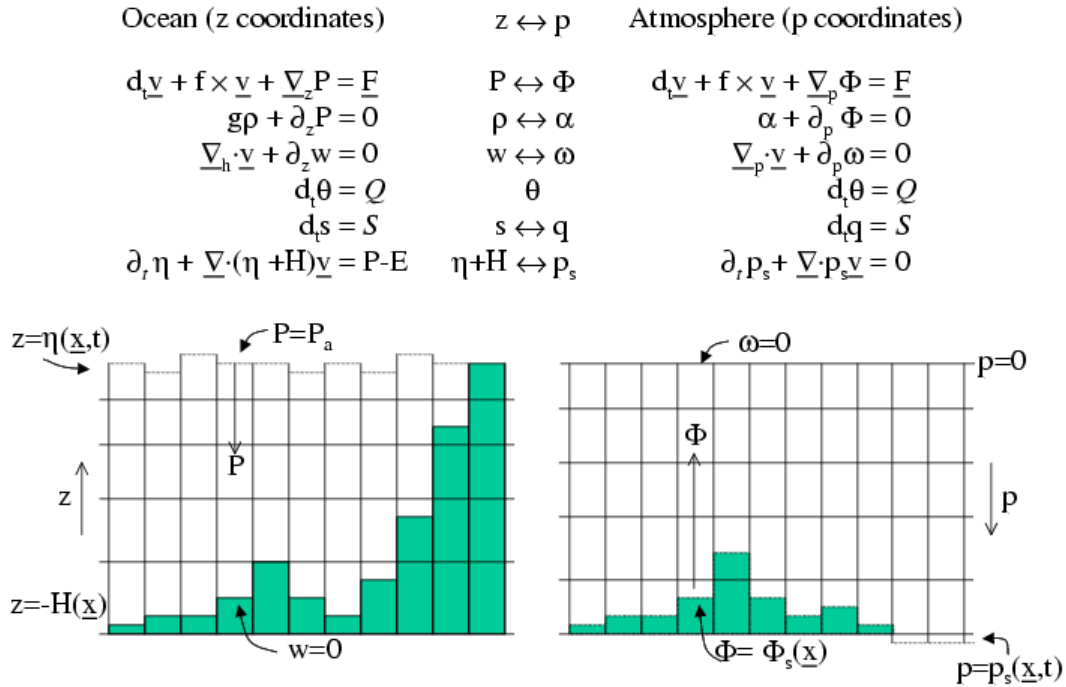 Ocean (z coordinates) z ↔ p Atmosphere (p coordinates)
d_t v + f × v + ∇_z P = F P ↔ Φ d_t v + f × v + ∇_p Φ = F
gρ + ∂_z P = 0 ρ ↔ α α + ∂_p Φ = 0
∇_h·v + ∂_z w = 0 w ↔ ω ∇_p·v + ∂_p ω = 0
d_t θ = Q θ d_t θ = Q
d_t s = S s ↔ q d_t q = S
∂_t η + ∇·(η +H)v = P-E η+H ↔ p_s ∂_t p_s + ∇·p_s v = 0
z=η(x,t)
P=P_a
ω=0
p=0
P
Φ
z
p
z=-H(x)
w=0
Φ= Φ_s(x)
p=p_s(x,t)